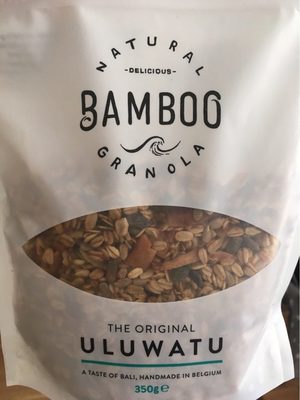 NATURAL
-DELICIOUS-
BAMBOO
GRANOLA
THE ORIGINAL
ULUWATU
A TASTE OF BALI, HANDMADE IN BELGIUM
350g e